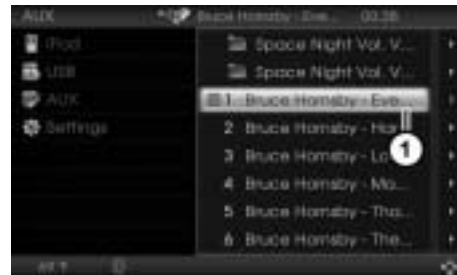 AUX Bruce Hornsby - Eve... 00:38
iPod
USB
AUX
Settings
Space Night Vol. V...
Space Night Vol. V...
1 Bruce Hornsby - Eve...
2 Bruce Hornsby - Har
3 Bruce Hornsby - Lo
1
4 Bruce Hornsby - Mo...
5 Bruce Hornsby - Tho...
6 Bruce Hornsby - The...